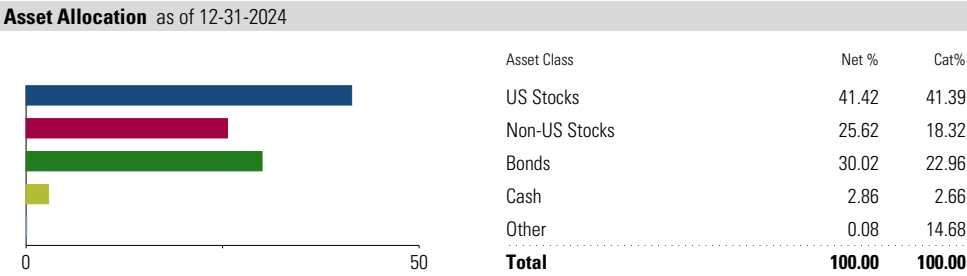 Asset Allocation as of 12-31-2024
Asset Class Net % Cat%
US Stocks 41.42 41.39
Non-US Stocks 25.62 18.32
Bonds 30.02 22.96
Cash 2.86 2.66
Other 0.08 14.68
0 50 Total 100.00 100.00